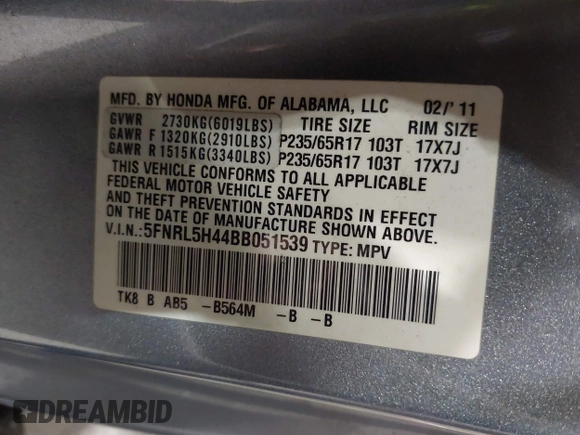 MFD. BY HONDA MFG. OF ALABAMA, LLC 02/' 11
GVWR 2730KG(6019LBS) TIRE SIZE RIM SIZE
GAWR F 1320KG(2910LBS) P235/65R17 103T 17X7J
GAWR R 1515KG(3340LBS) P235/65R17 103T 17X7J
THIS VEHICLE CONFORMS TO ALL APPLICABLE
FEDERAL MOTOR VEHICLE SAFETY
AND THEFT PREVENTION STANDARDS IN EFFECT
ON THE DATE OF MANUFACTURE SHOWN ABOVE.
V.I.N.:5FNRL5H44BB051539 TYPE: MPV
TK8 B AB5 -B564M -B -B
DREAMBID